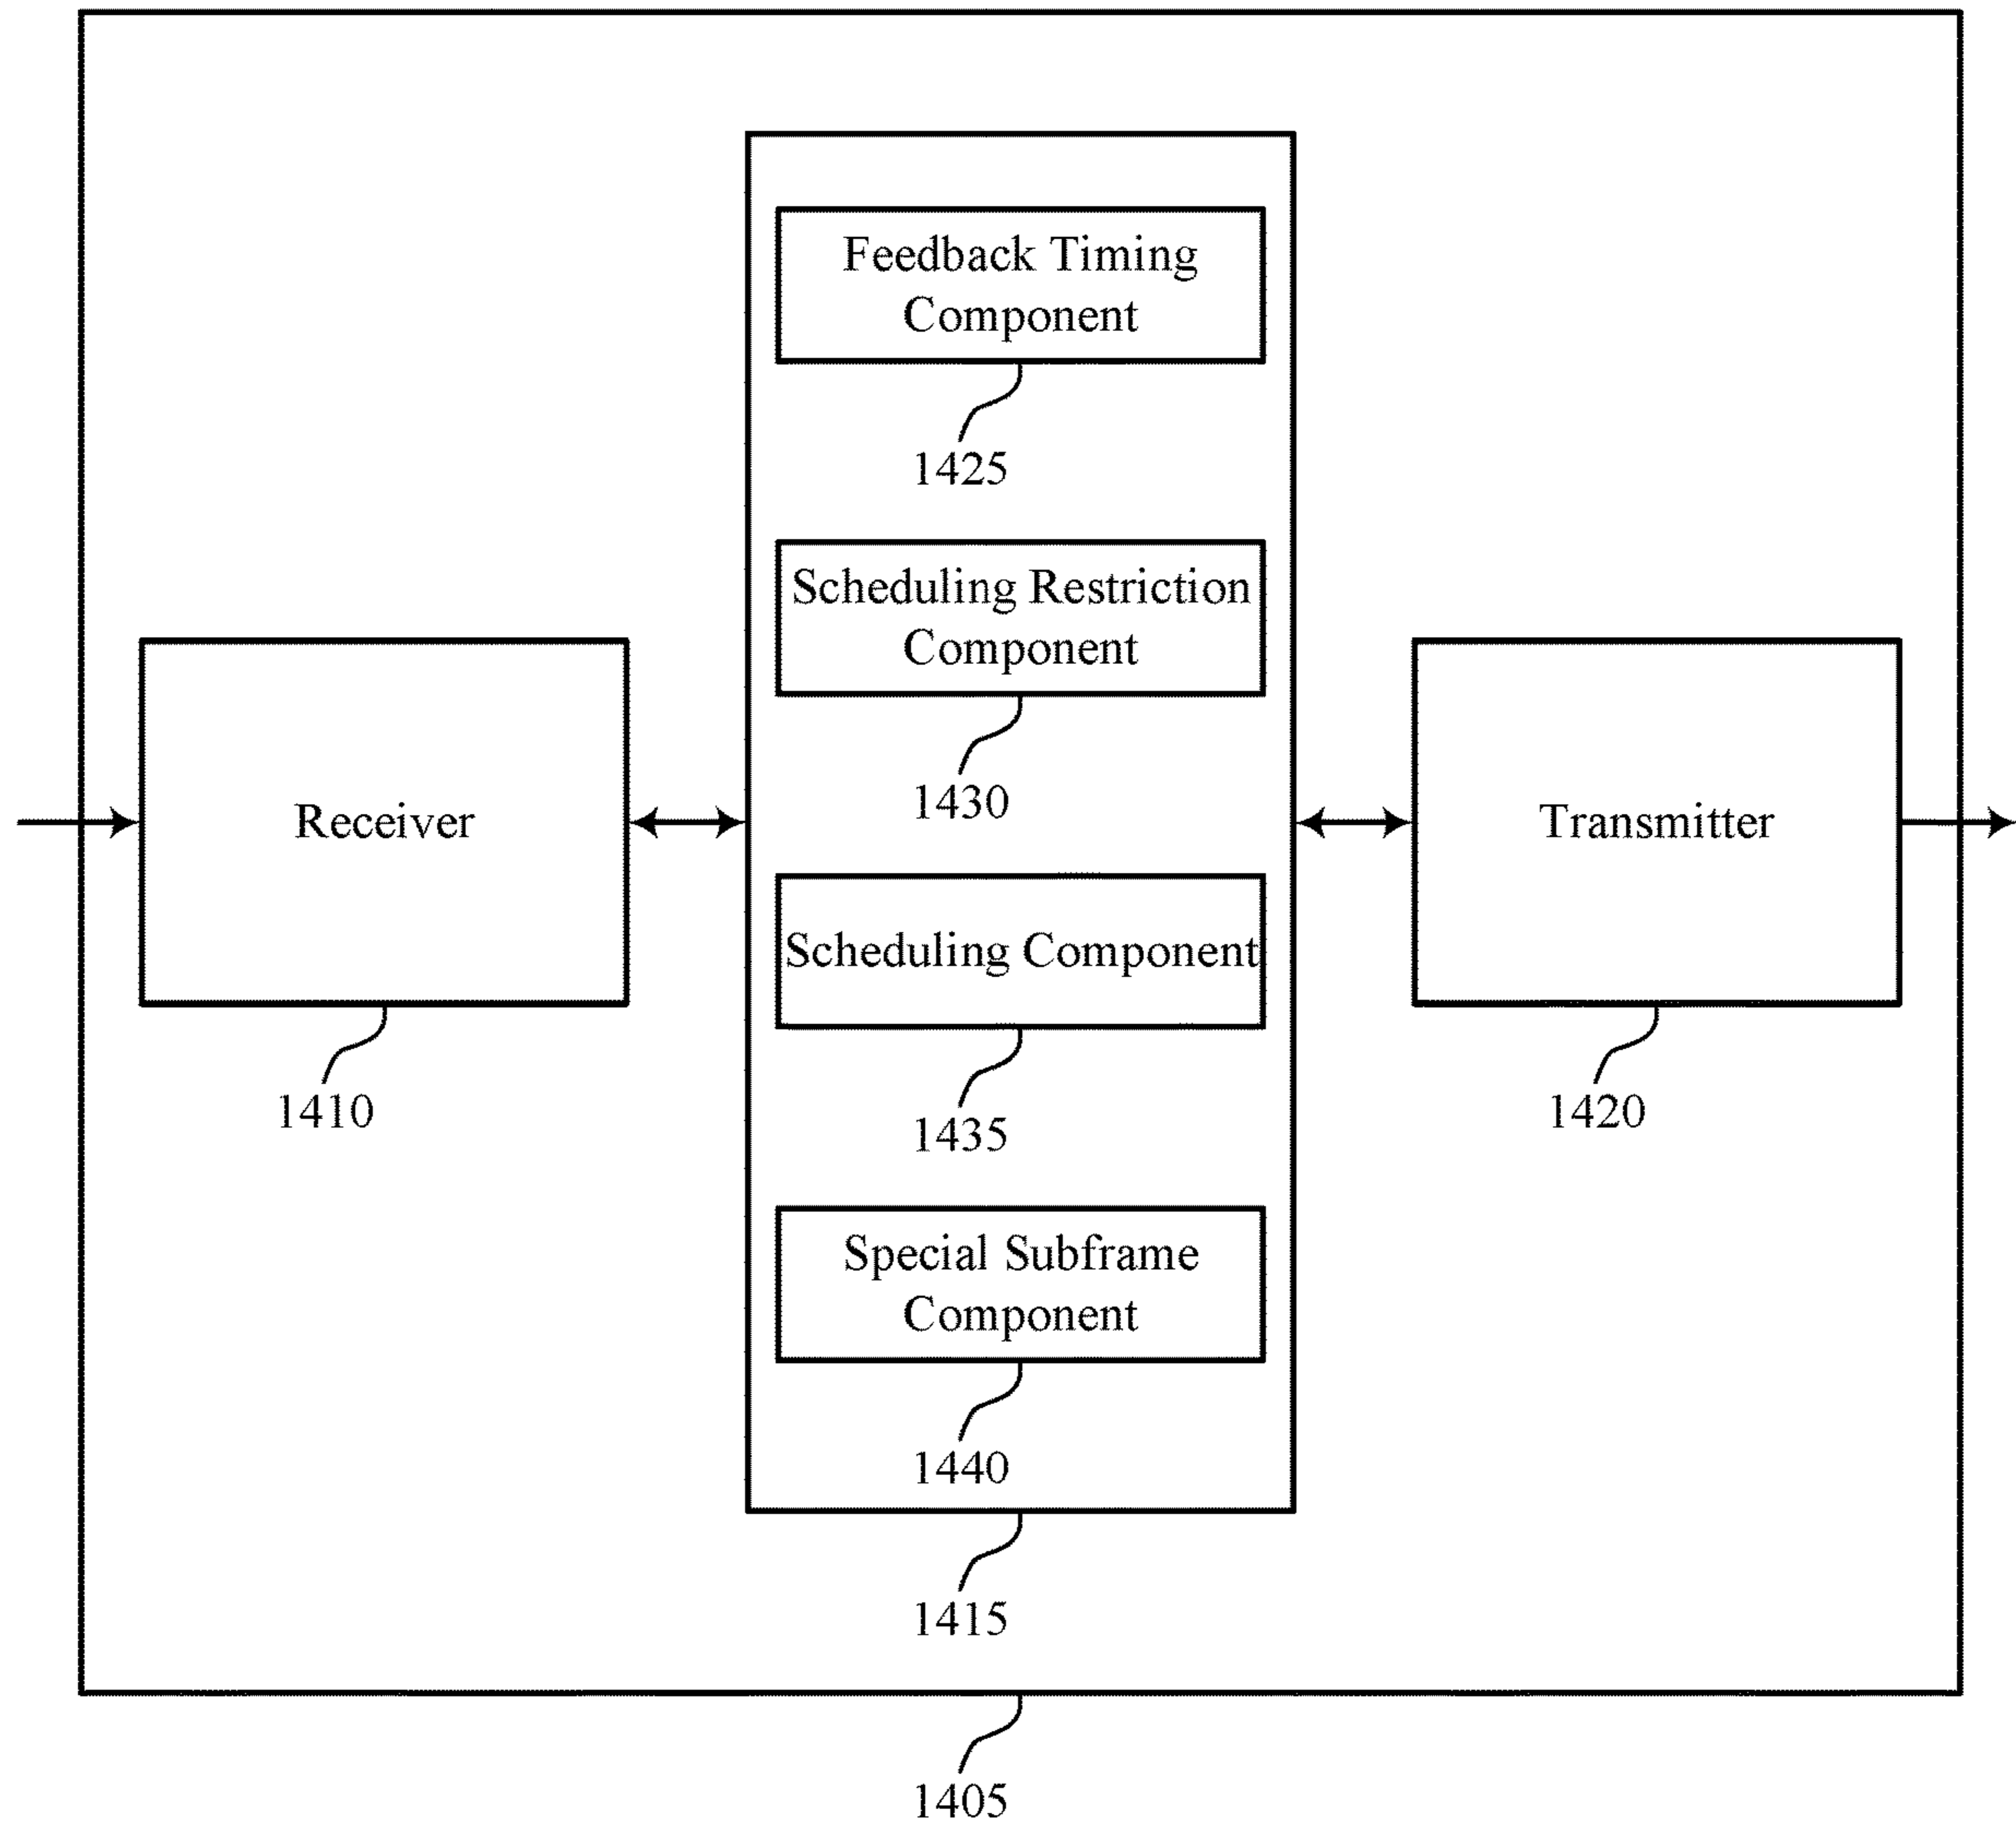 Feedback Timing
Component
1425
Scheduling Restriction
Component
1430
Receiver
1410
Scheduling Component
1435
Transmitter
1420
Special Subframe
Component
1440
1415
1405